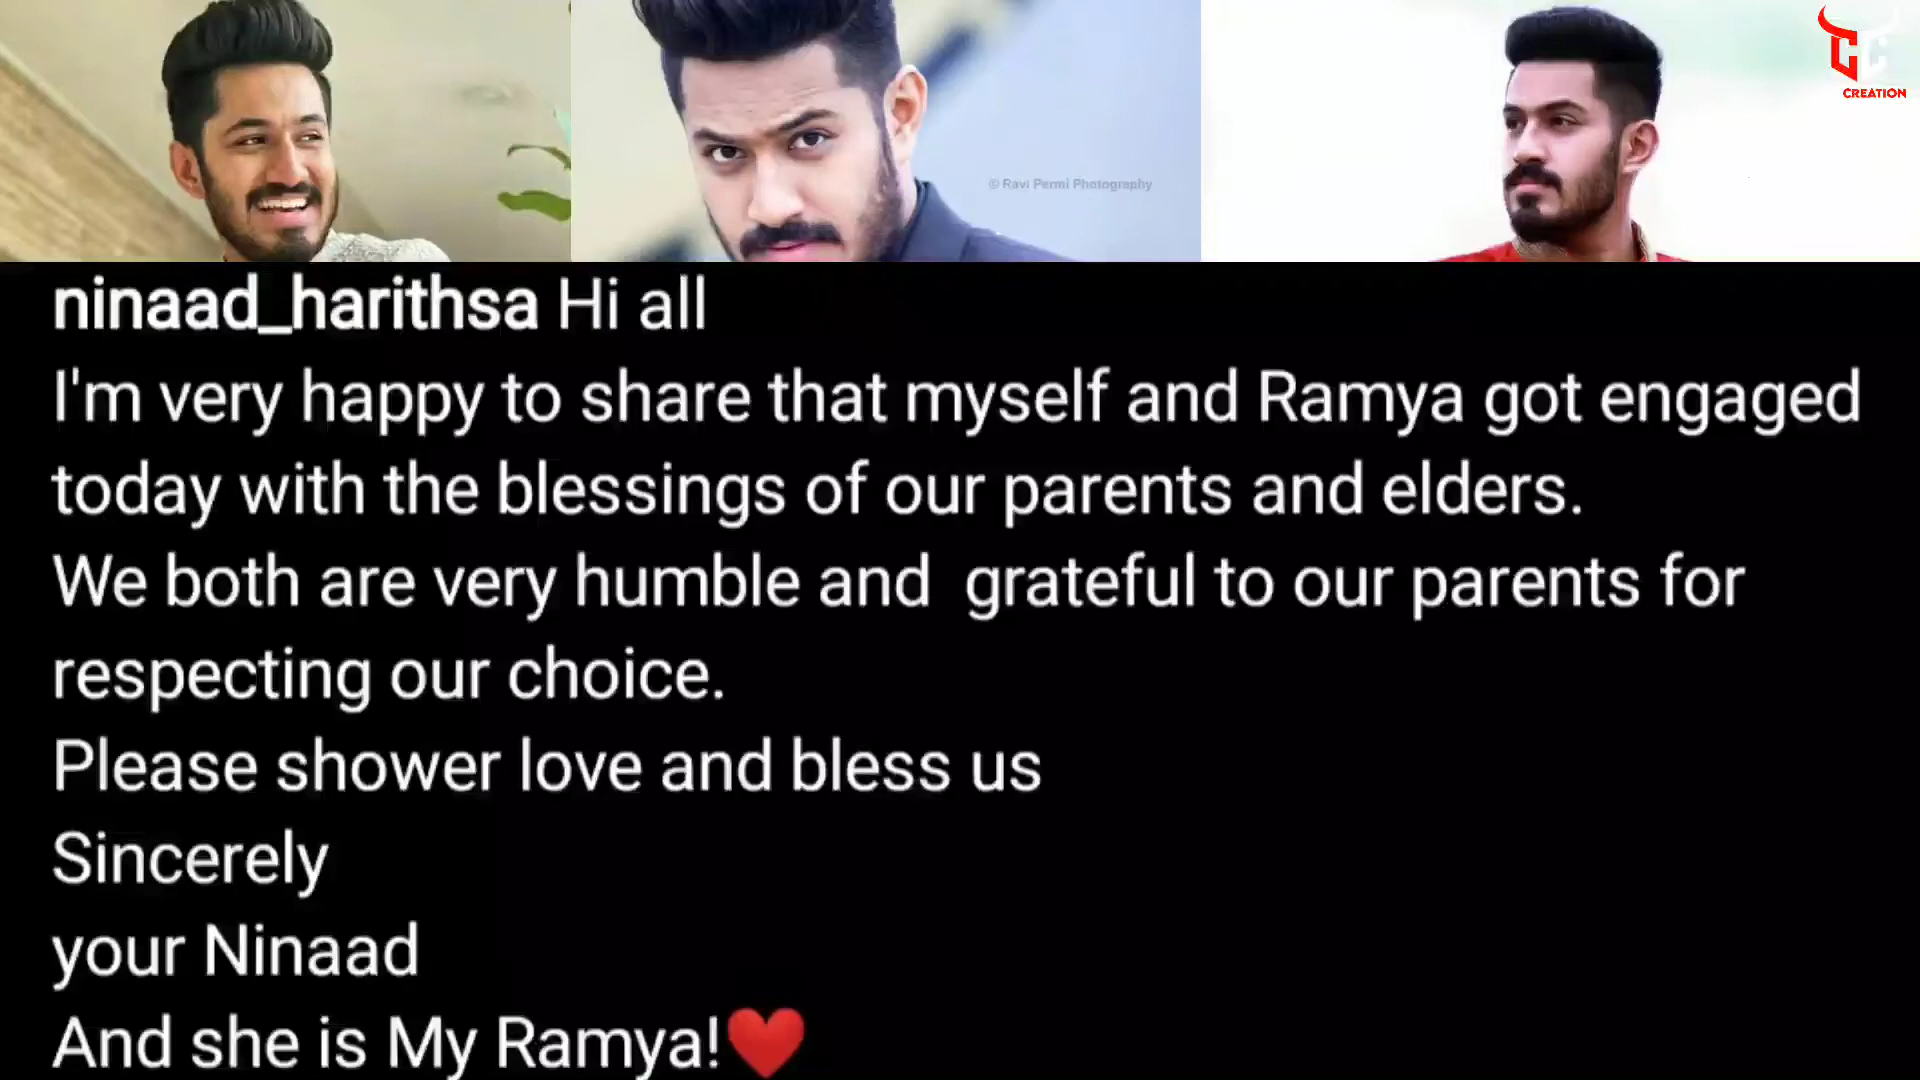 CC
CREATION
© Ravi Permi Photography
ninaad_harithsa Hi all
I'm very happy to share that myself and Ramya got engaged
today with the blessings of our parents and elders.
We both are very humble and  grateful to our parents for
respecting our choice.
Please shower love and bless us
Sincerely
your Ninaad
And she is My Ramya!❤️